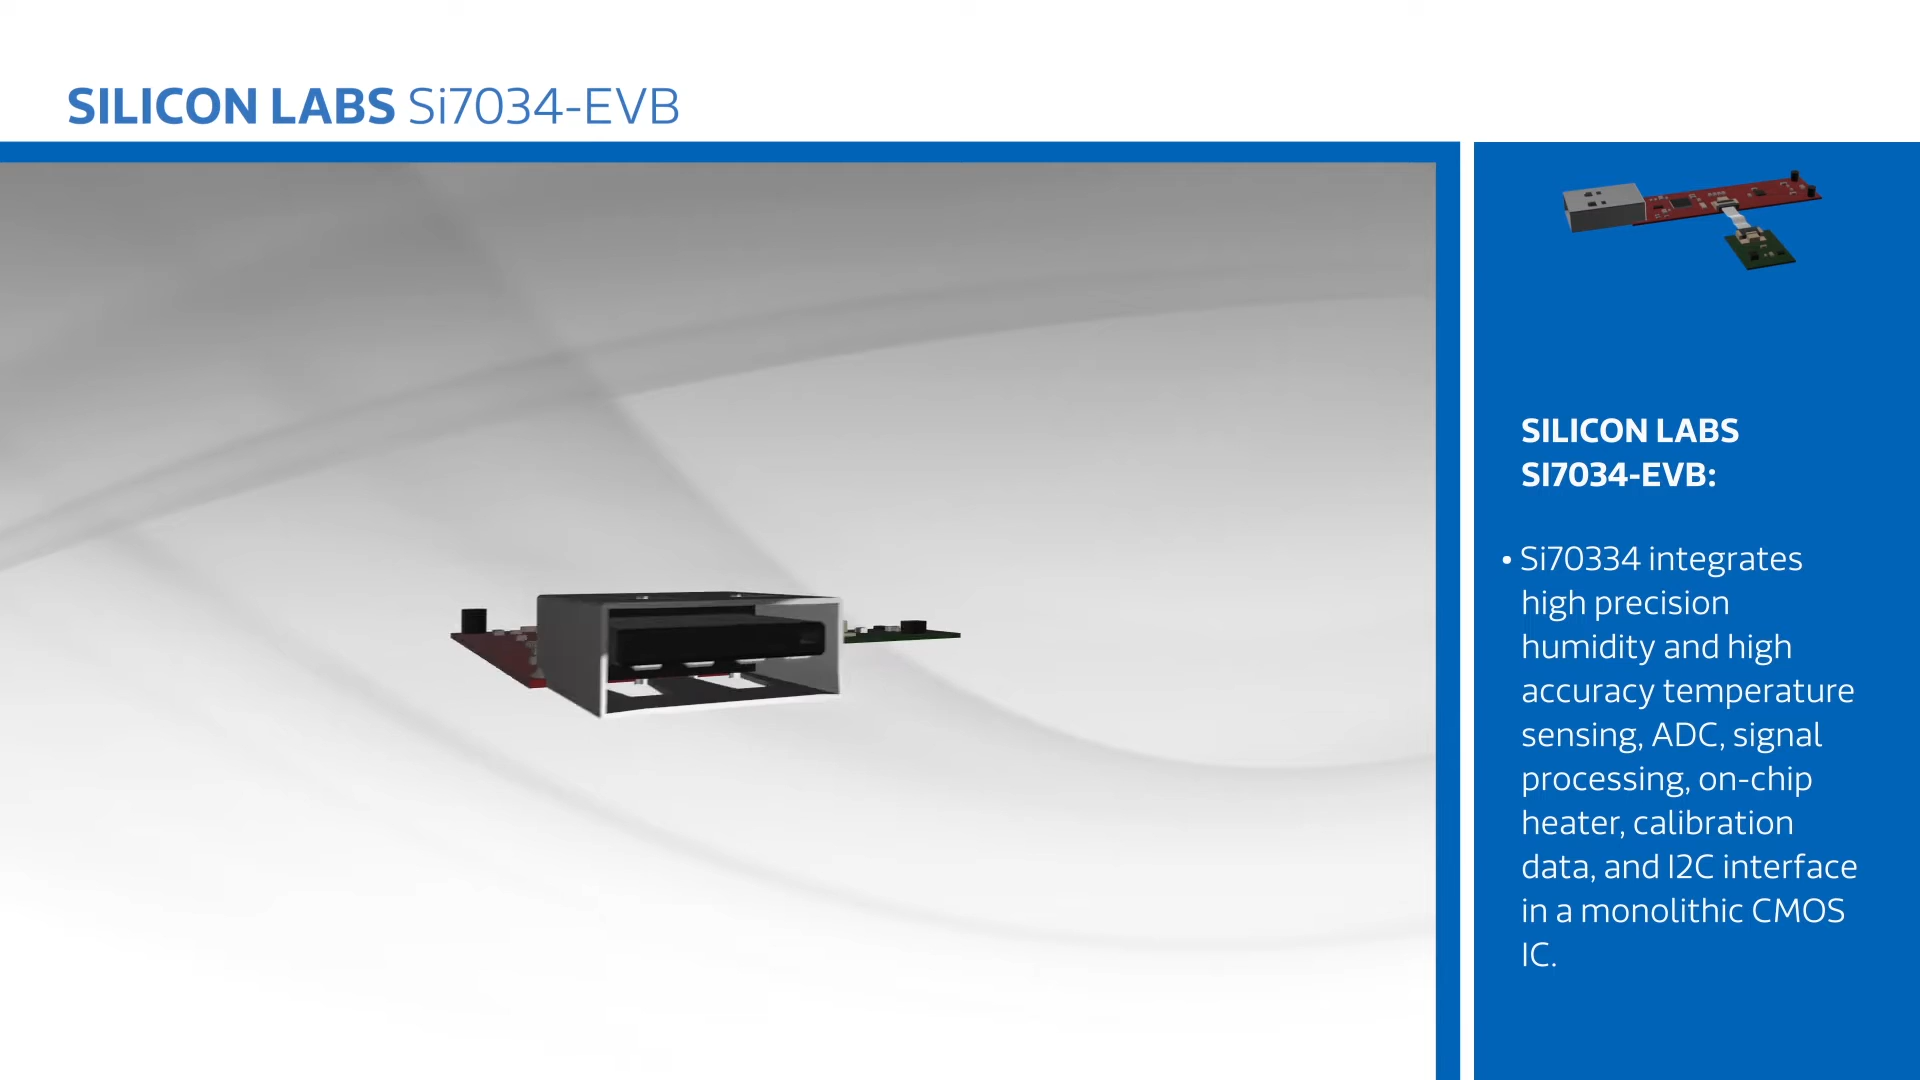 SILICON LABS Si7034-EVB
SILICON LABS
SI7034-EVB:
• Si70334 integrates
high precision
humidity and high
accuracy temperature
sensing, ADC, signal
processing, on-chip
heater, calibration
data, and I2C interface
in a monolithic CMOS
IC.